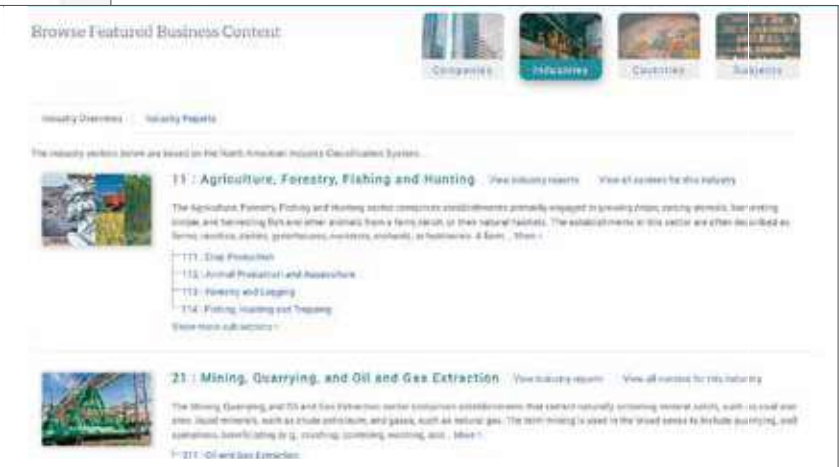 Browse Featured Business Content
Companies
Industries
Countries
Subjects
Industry Overviews
Industry Reports
The industry sectors below are based on the North American Industry Classification System.
11 : Agriculture, Forestry, Fishing and Hunting View industry reports View all content for this industry
The Agriculture, Forestry, Fishing and Hunting sector comprises establishments primarily engaged in growing crops, raising animals, harvesting
timber, and harvesting fish and other animals from a farm, ranch, or their natural habitats. The establishments in this sector are often described as
farms, ranches, dairies, greenhouses, nurseries, orchards, or hatcheries. A farm... More
111 : Crop Production
112 : Animal Production and Aquaculture
113 : Forestry and Logging
114 : Fishing, Hunting and Trapping
Show more subsectors
21 : Mining, Quarrying, and Oil and Gas Extraction View industry reports View all content for this industry
The Mining, Quarrying, and Oil and Gas Extraction sector comprises establishments that extract naturally occurring mineral solids, such as coal and
ores; liquid minerals, such as crude petroleum; and gases, such as natural gas. The term mining is used in the broad sense to include quarrying, well
operations, beneficiating (e.g., crushing, screening, washing, and... More
211 : Oil and Gas Extraction